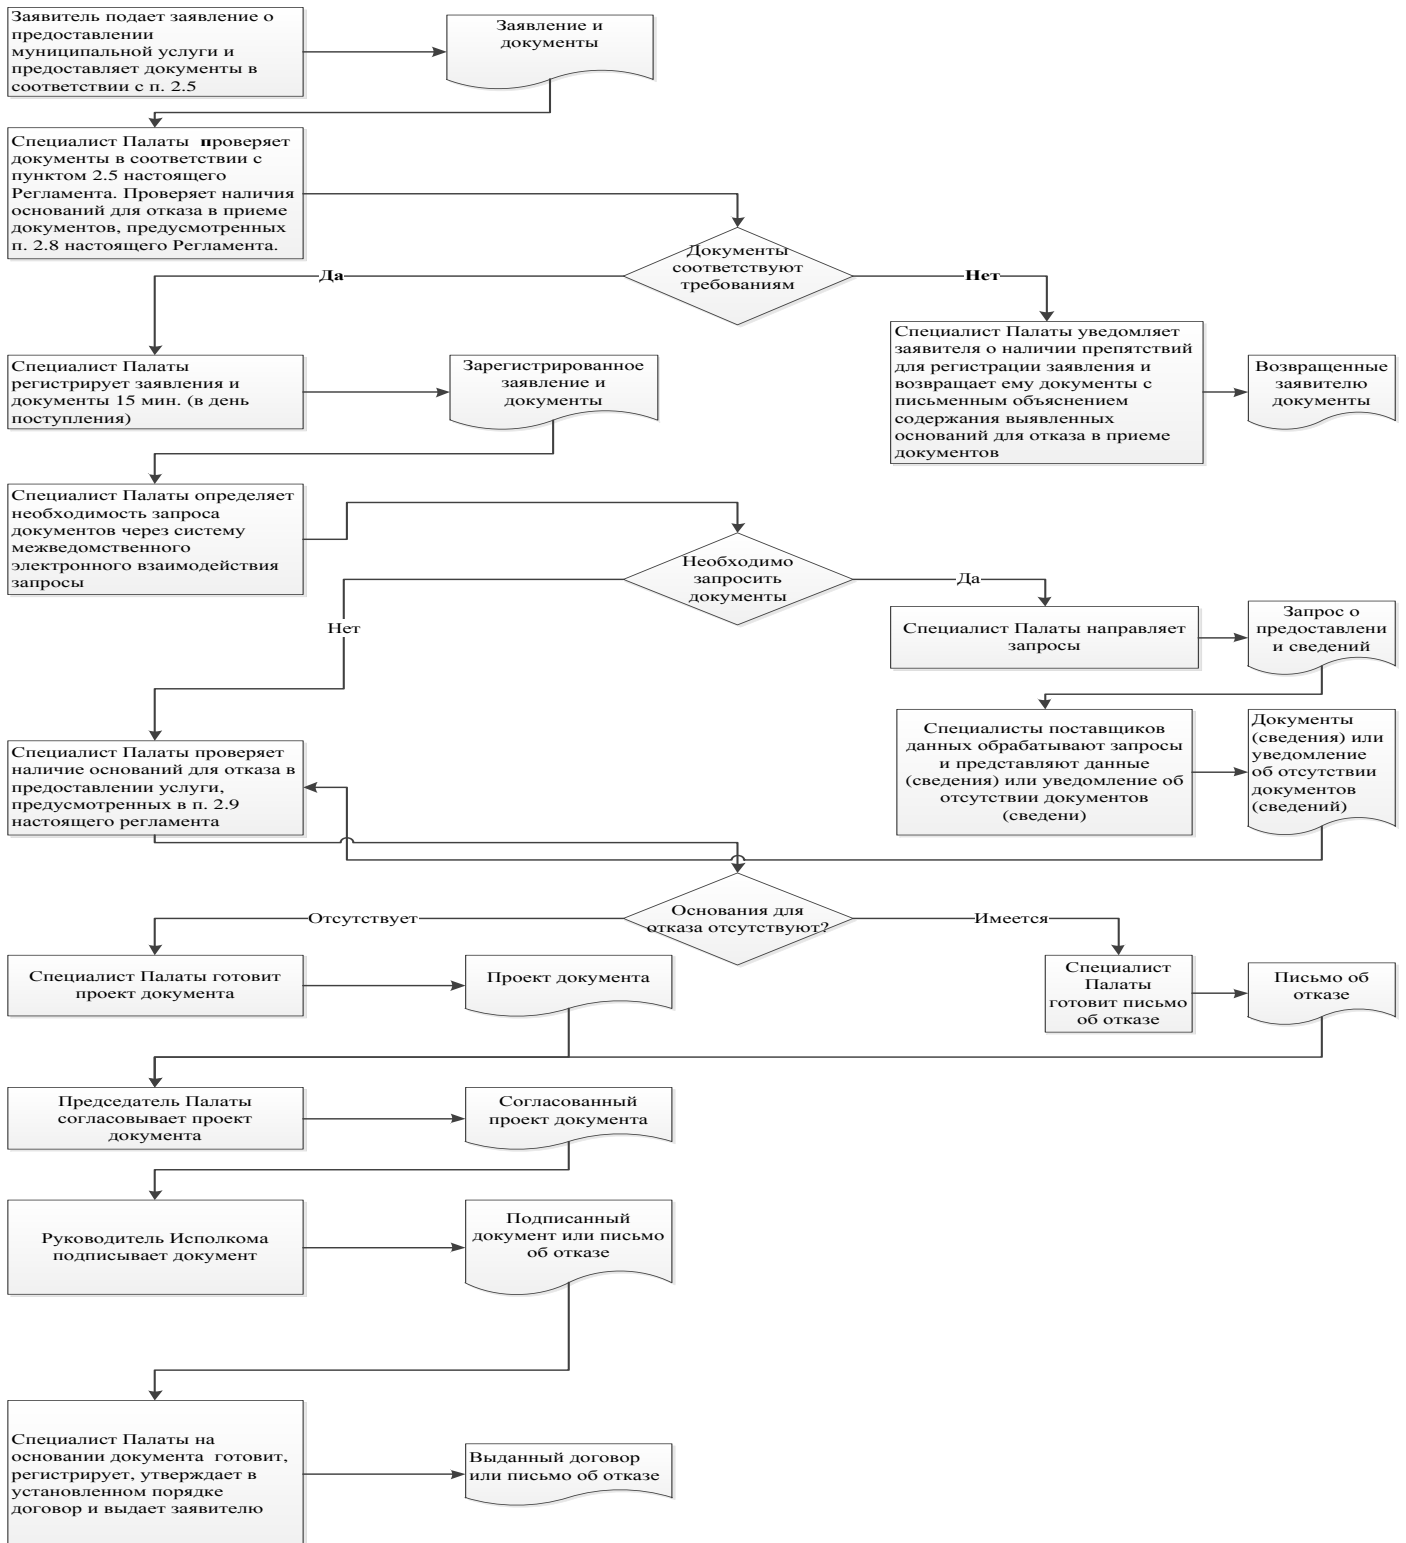 Заявитель подает заявление о
предоставлении
муниципальной услуги и
предоставляет документы в
соответствии с п. 2.5
Заявление и
документы
Специалист Палаты  проверяет
документы в соответствии с
пунктом 2.5 настоящего
Регламента. Проверяет наличия
оснований для отказа в приеме
документов, предусмотренных
п. 2.8 настоящего Регламента.
Документы
соответствуют
требованиям
Да
Нет
Специалист Палаты
регистрирует заявления и
документы 15 мин. (в день
поступления)
Зарегистрированное
заявление и
документы
Специалист Палаты уведомляет
заявителя о наличии препятствий
для регистрации заявления и
возвращает ему документы с
письменным объяснением
содержания выявленных
оснований для отказа в приеме
документов
Возвращенные
заявителю
документы
Специалист Палаты определяет
необходимость запроса
документов через систему
межведомственного
электронного взаимодействия
запросы
Необходимо
запросить
документы
Да
Нет
Специалист Палаты направляет
запросы
Запрос о
предоставлени
и сведений
Специалисты поставщиков
данных обрабатывают запросы
и представляют данные
(сведения) или уведомление об
отсутствии документов
(сведени)
Документы
(сведения) или
уведомление
об отсутствии
документов
(сведений)
Специалист Палаты проверяет
наличие оснований для отказа в
предоставлении услуги,
предусмотренных в п. 2.9
настоящего регламента
Основания для
отказа отсутствуют?
Отсутствует
Имеется
Специалист Палаты готовит
проект документа
Проект документа
Специалист
Палаты
готовит письмо
об отказе
Письмо об
отказе
Председатель Палаты
согласовывает проект
документа
Согласованный
проект документа
Руководитель Исполкома
подписывает документ
Подписанный
документ или письмо
об отказе
Специалист Палаты на
основании документа  готовит,
регистрирует, утверждает в
установленном порядке
договор и выдает заявителю
Выданный договор
или письмо об отказе